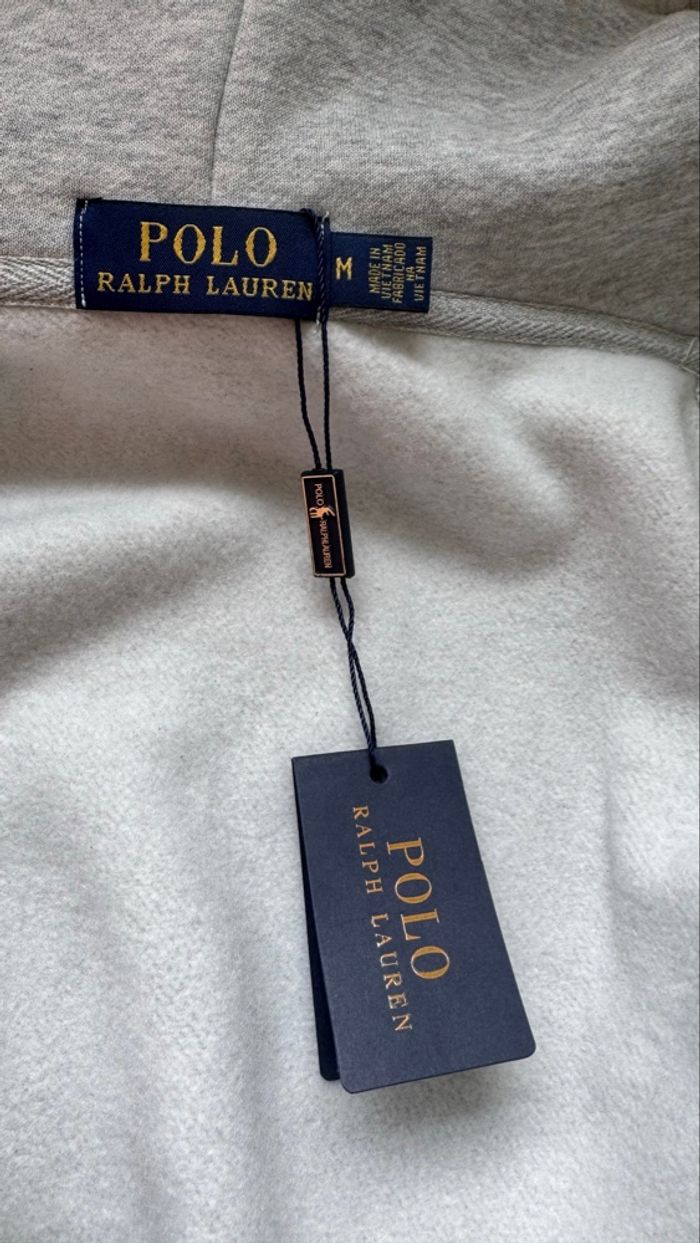 POLO
RALPH LAUREN
M
MADE IN
VIETNAM
FABRICADO
NA
VIETNAM
POLO RALPH LAUREN
POLO
RALPH LAUREN